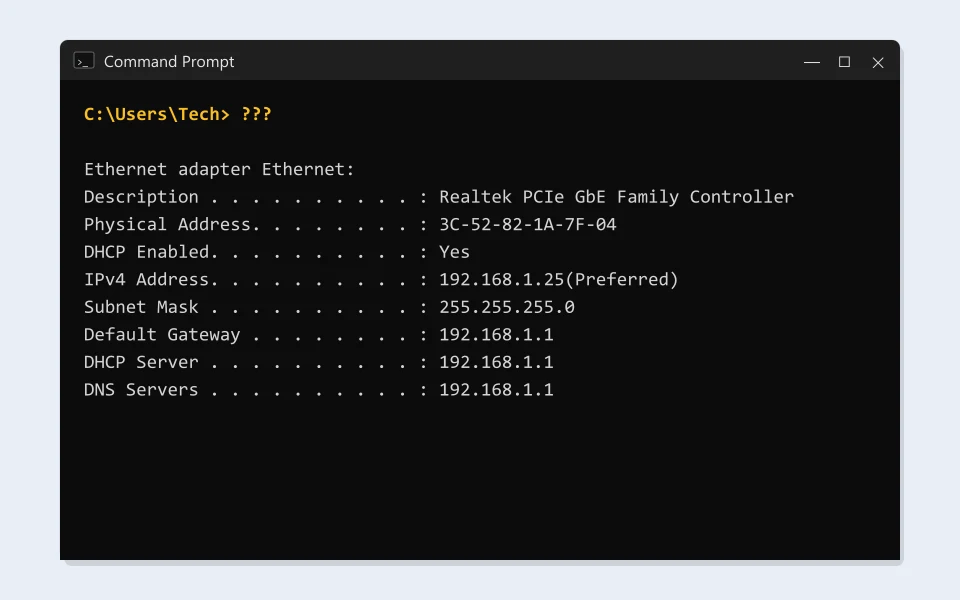 Command Prompt
C:\Users\Tech> ???
Ethernet adapter Ethernet:
Description . . . . . . . . . . : Realtek PCIe GbE Family Controller
Physical Address. . . . . . . . : 3C-52-82-1A-7F-04
DHCP Enabled. . . . . . . . . . : Yes
IPv4 Address. . . . . . . . . . : 192.168.1.25(Preferred)
Subnet Mask . . . . . . . . . . : 255.255.255.0
Default Gateway . . . . . . . . : 192.168.1.1
DHCP Server . . . . . . . . . . : 192.168.1.1
DNS Servers . . . . . . . . . . : 192.168.1.1